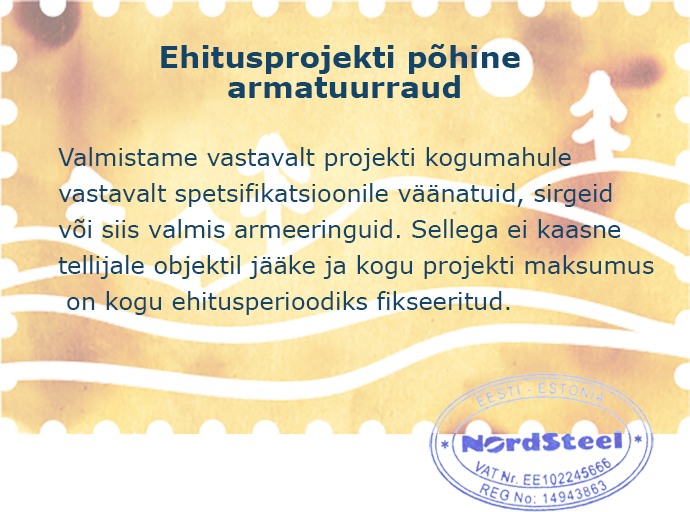 Ehitusprojekti põhine
armatuurraud
Valmistame vastavalt projekti kogumahule
vastavalt spetsifikatsioonile väänatuid, sirgeid
või siis valmis armeeringuid. Sellega ei kaasne
tellijale objektil jääke ja kogu projekti maksumus
on kogu ehitusperioodiks fikseeritud.
EESTI - ESTONIA
* NordSteel *
VAT Nr. EE102245666
REG No: 14943863